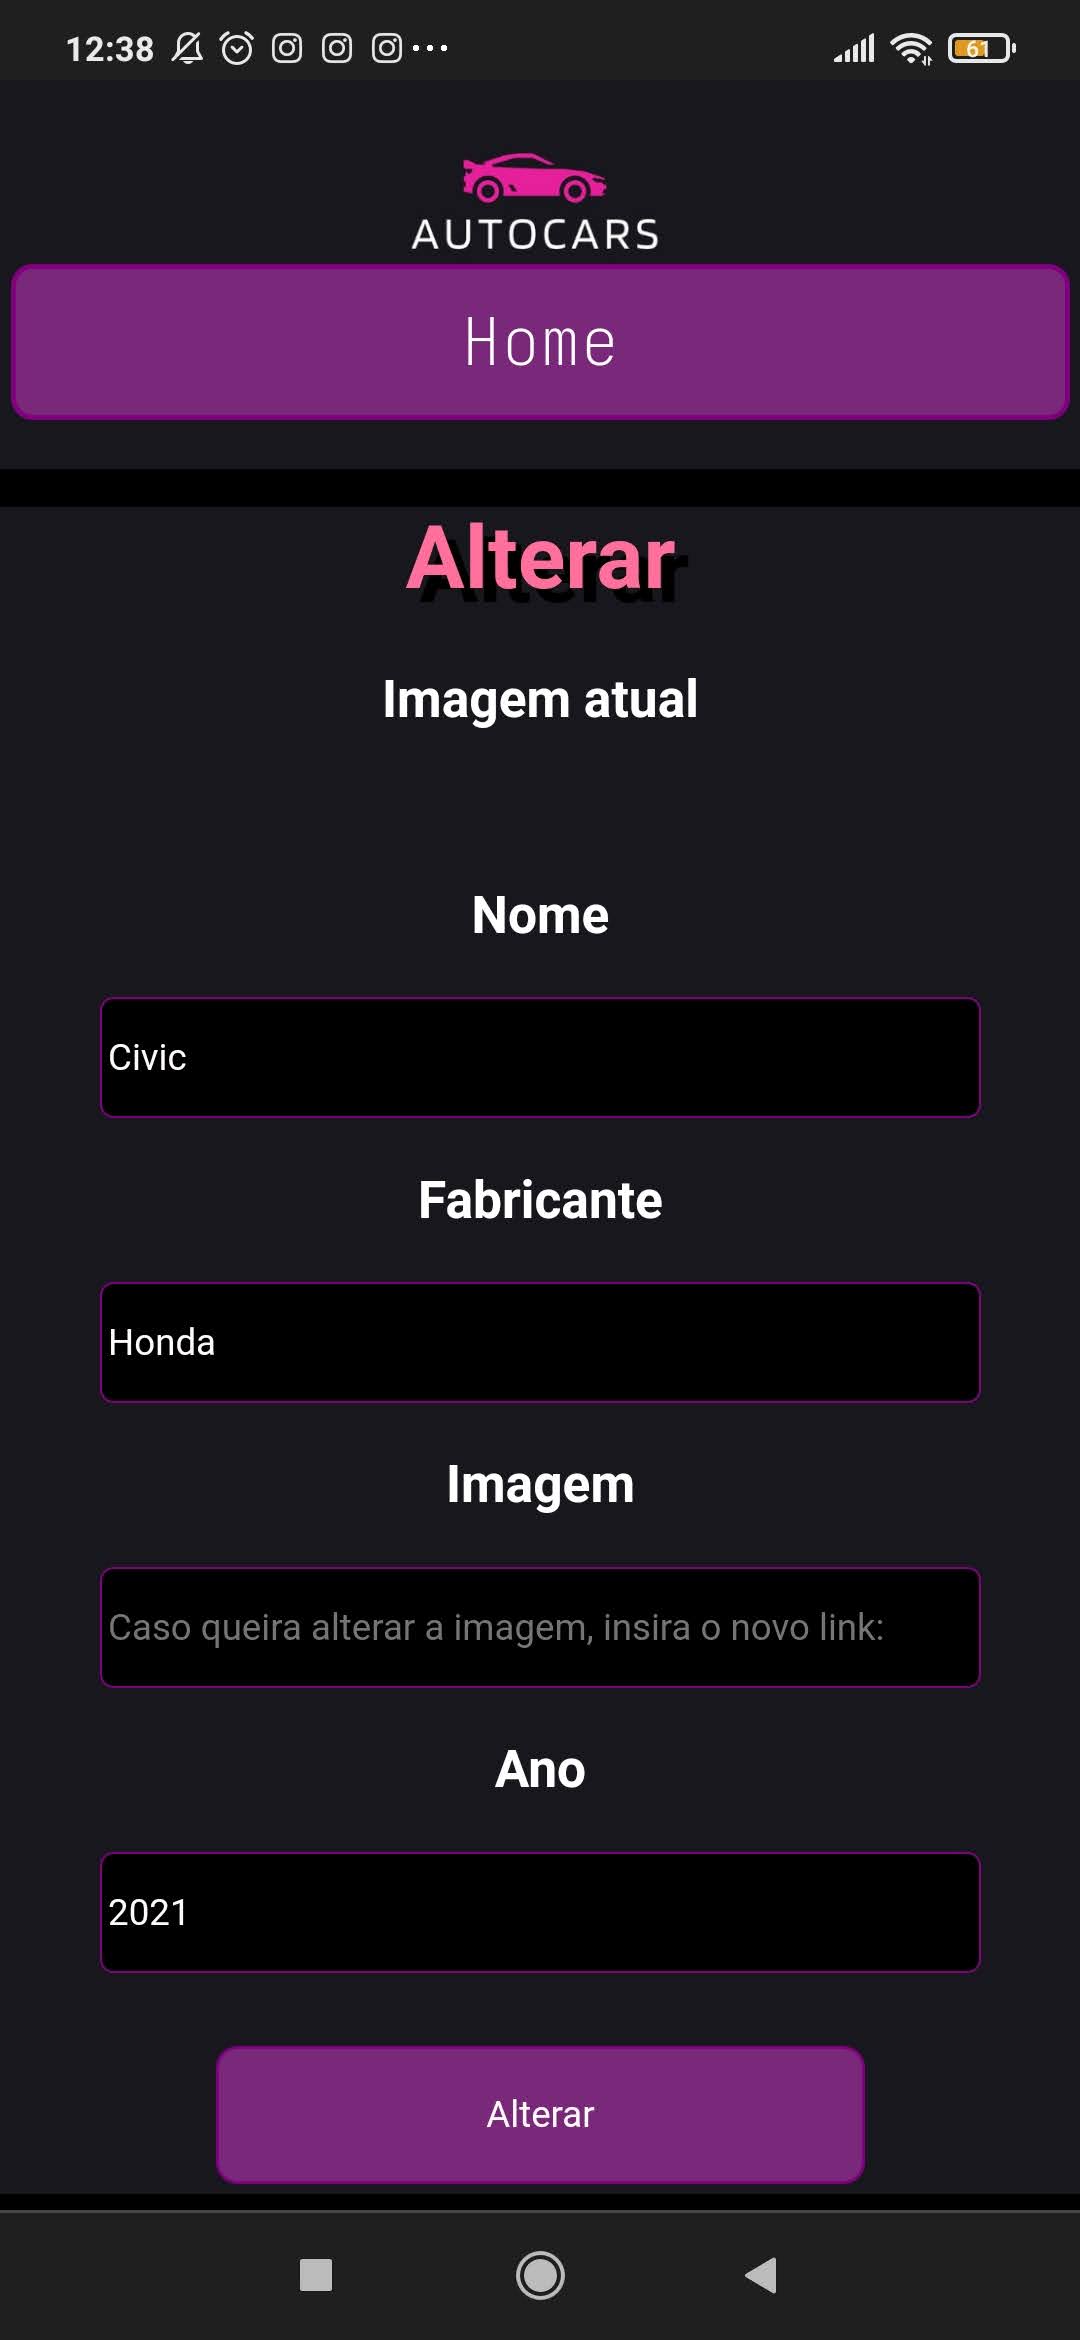 12:38
61
AUTOCARS
Home
Alterar
Imagem atual
Nome
Civic
Fabricante
Honda
Imagem
Caso queira alterar a imagem, insira o novo link:
Ano
2021
Alterar